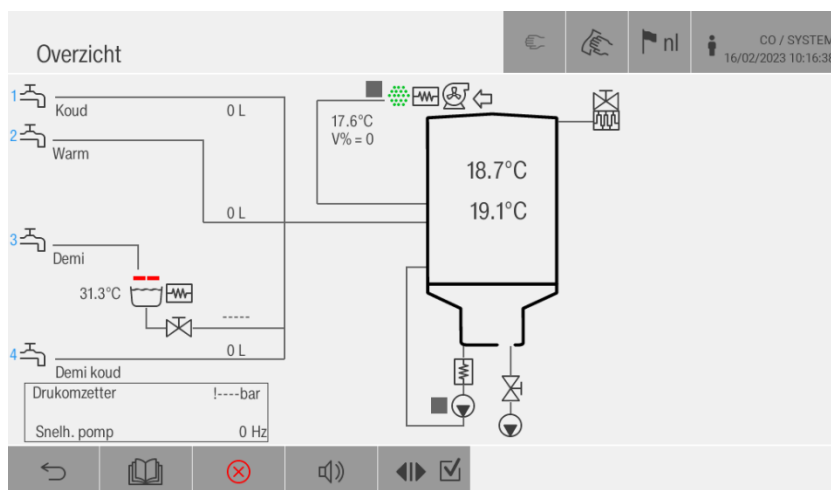 Overzicht
nl
CO / SYSTEM
16/02/2023 10:16:38
1
Koud
0 L
17.6°C
V% = 0
2
Warm
18.7°C
19.1°C
0 L
3
Demi
31.3°C
-----
4
0 L
Demi koud
Drukomzetter !----bar
Snelh. pomp 0 Hz